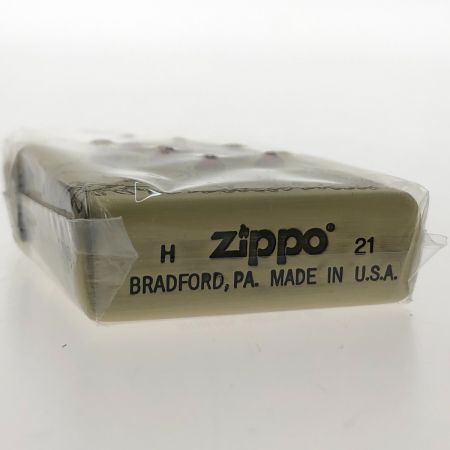 H zippo® 21
BRADFORD, PA. MADE IN U.S.A.